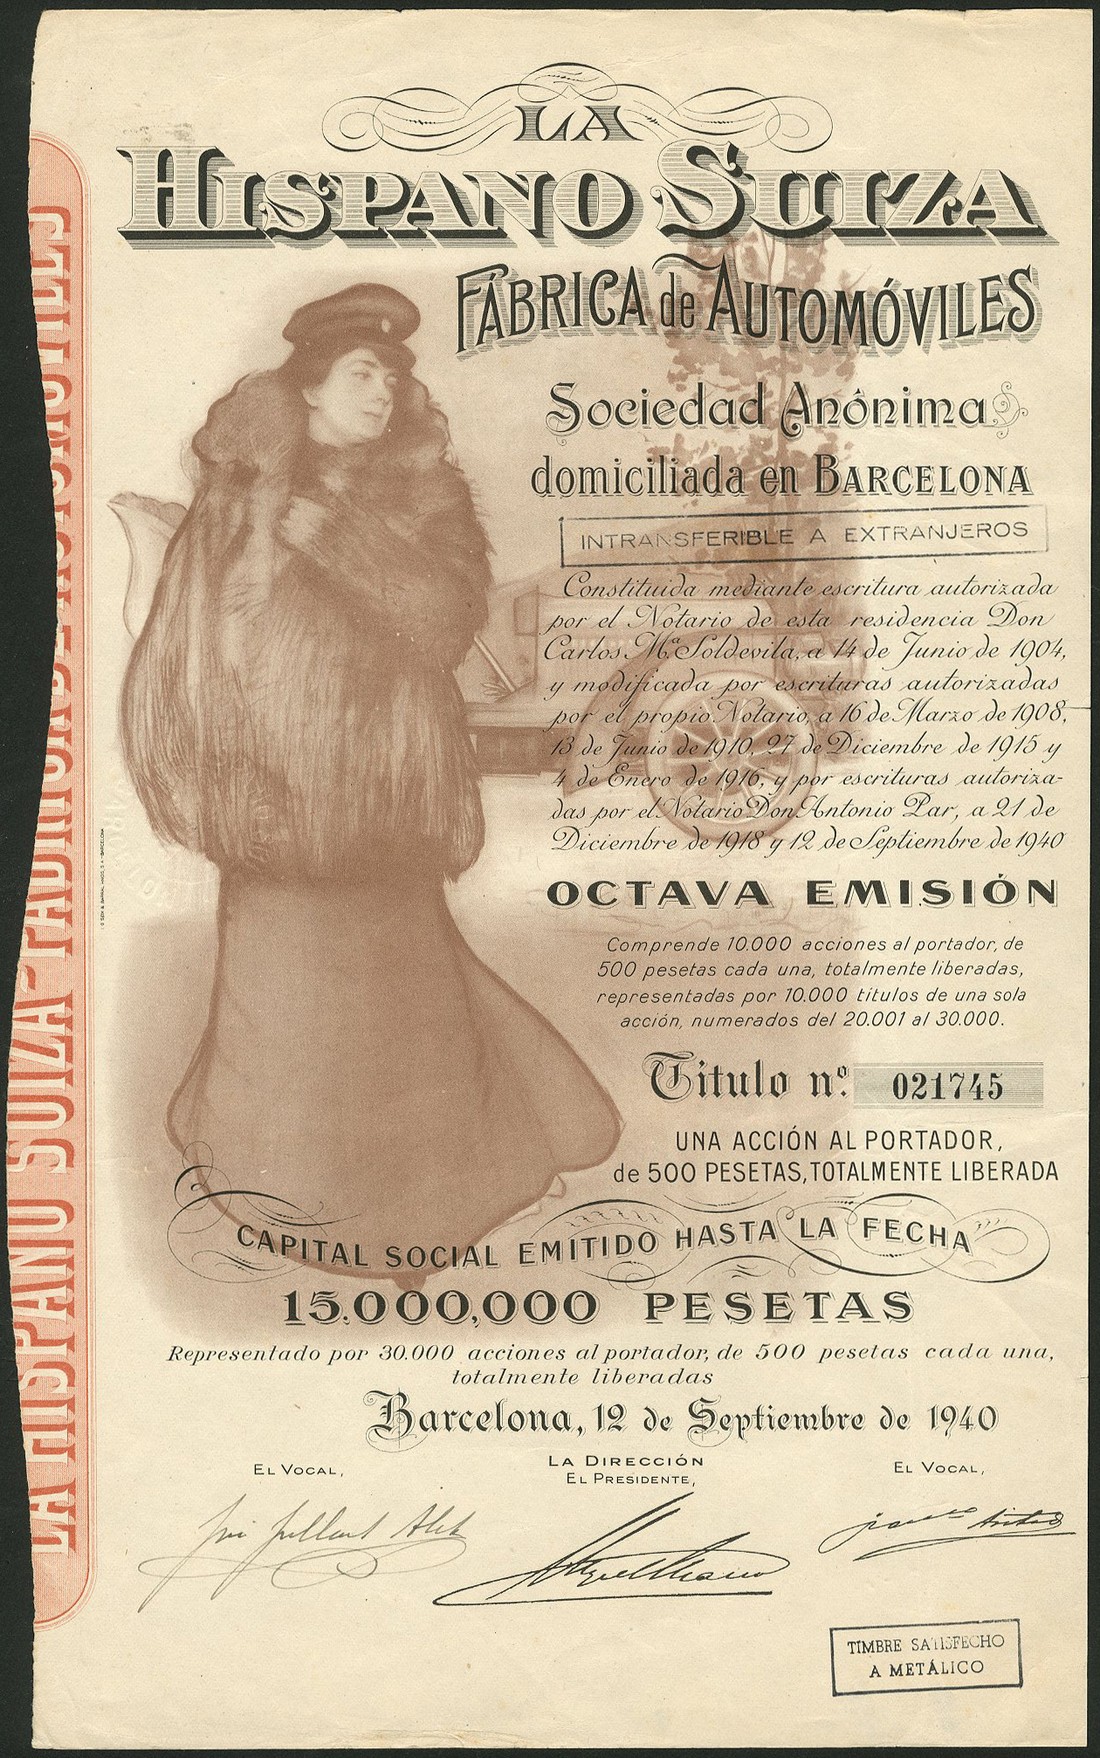 LA
HISPANO SUIZA
FÁBRICA de AUTOMÓVILES
Sociedad Anónima
domiciliada en BARCELONA
INTRANSFERIBLE A EXTRANJEROS
Constituida mediante escritura autorizada
por el Notario de esta residencia Don
Carlos Mª Soldevila, a 14 de Junio de 1904,
y modificada por escrituras autorizadas
por el propio Notario, a 16 de Marzo de 1908,
13 de Junio de 1910, 27 de Diciembre de 1915 y
4 de Enero de 1916, y por escrituras autoriza-
das por el Notario Don Antonio Par, a 21 de
Diciembre de 1918 y 12 de Septiembre de 1940
OCTAVA EMISIÓN
Comprende 10.000 acciones al portador, de
500 pesetas cada una, totalmente liberadas,
representadas por 10.000 títulos de una sola
acción, numerados del 20.001 al 30.000.
Título nº. 021745
UNA ACCIÓN AL PORTADOR,
de 500 PESETAS, TOTALMENTE LIBERADA
CAPITAL SOCIAL EMITIDO HASTA LA FECHA
15.000,000 PESETAS
Representado por 30.000 acciones al portador, de 500 pesetas cada una,
totalmente liberadas
Barcelona, 12 de Septiembre de 1940
EL VOCAL,
LA DIRECCIÓN
EL PRESIDENTE,
EL VOCAL,
TIMBRE SATISFECHO
A METÁLICO
LA HISPANO SUIZA-FABRICA DE AUTOMOVILES